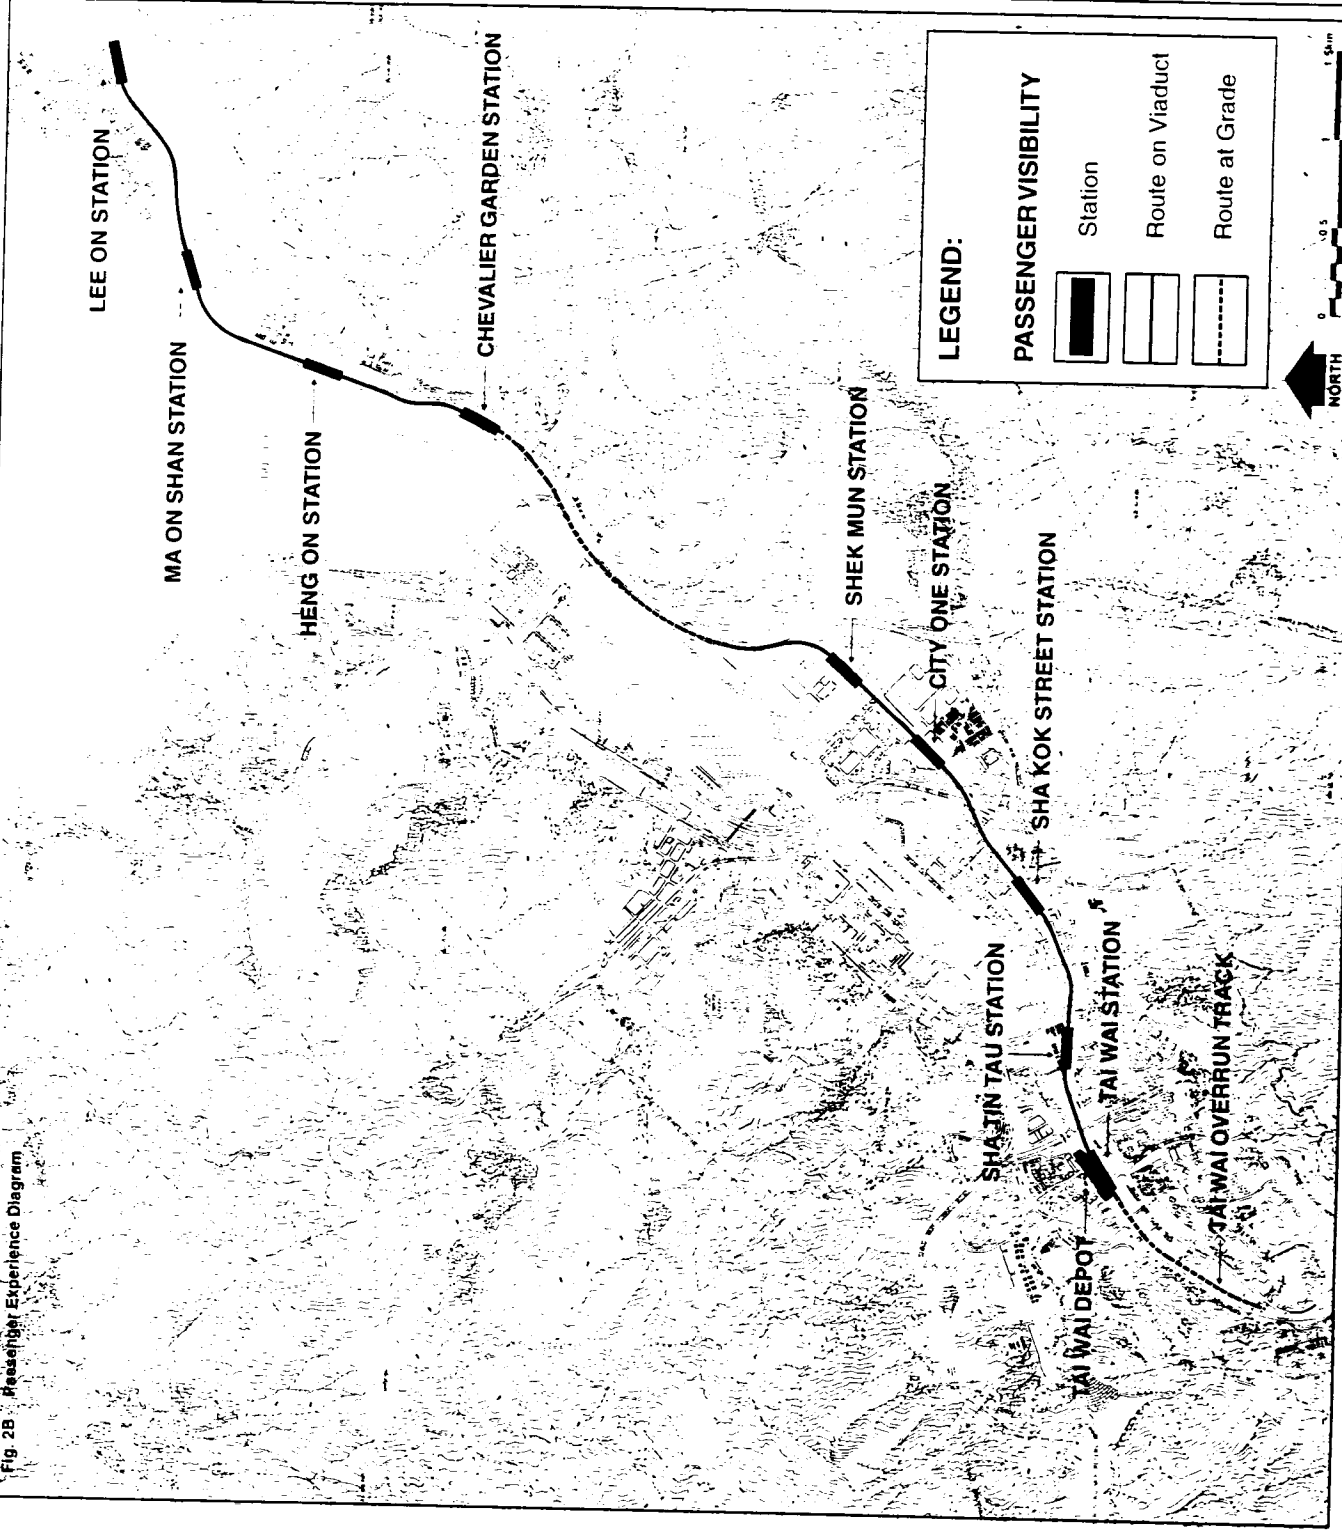 Fig. 2B Passenger Experience Diagram
LEE ON STATION
MA ON SHAN STATION
HENG ON STATION
CHEVALIER GARDEN STATION
SHEK MUN STATION
CITY ONE STATION
SHA KOK STREET STATION
SHA TIN TAU STATION
TAI WAI STATION
TAI WAI DEPOT
TAI WAI OVERRUN TRACK
LEGEND:
PASSENGER VISIBILITY
Station
Route on Viaduct
Route at Grade
NORTH
0 0.5 1 1.5km